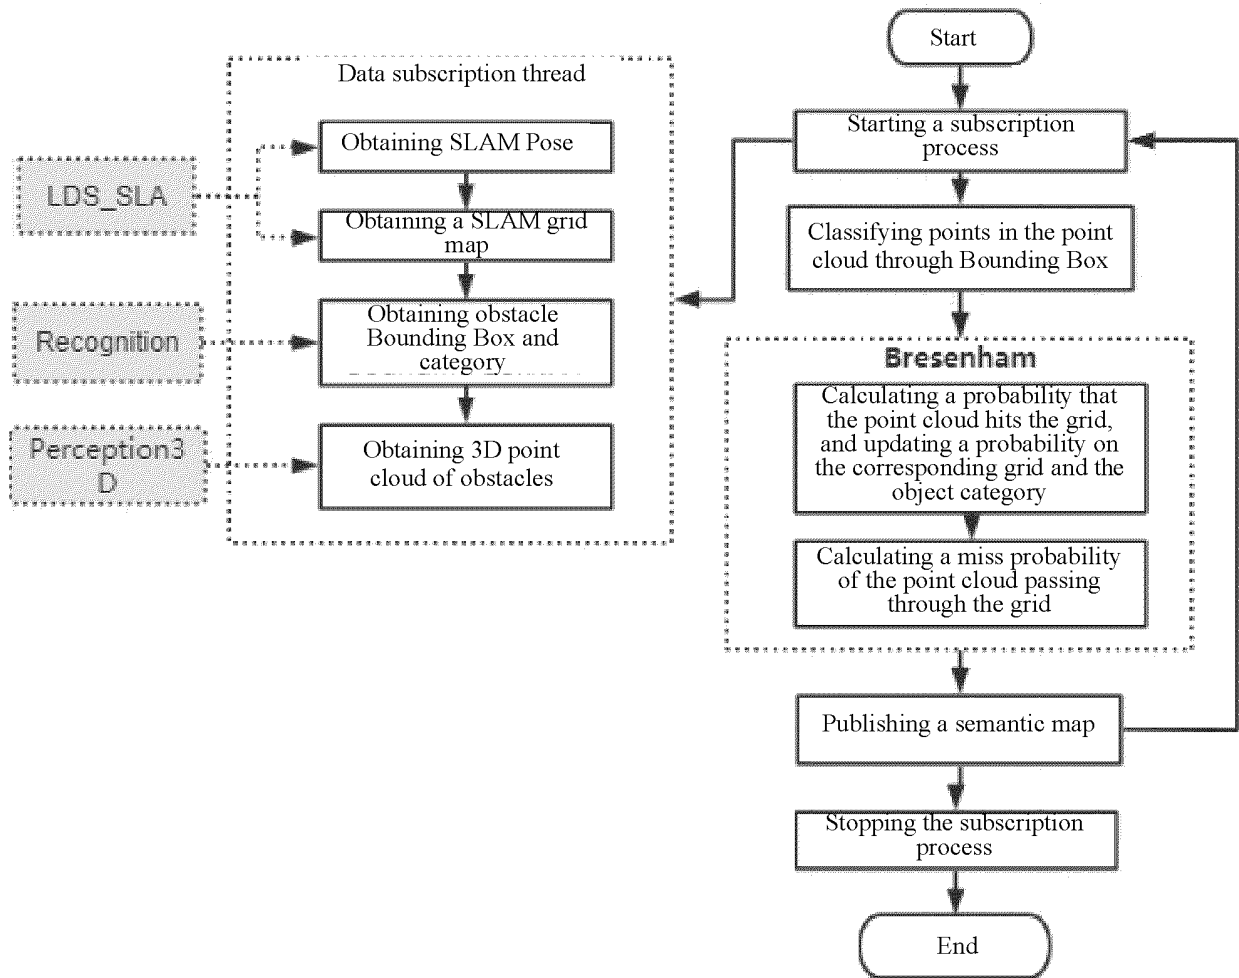 Start
Data subscription thread
Starting a subscription
process
Obtaining SLAM Pose
LDS_SLA
Obtaining a SLAM grid
map
Classifying points in the point
cloud through Bounding Box
Recognition
Obtaining obstacle
Bounding Box and
category
Bresenham
Calculating a probability that
the point cloud hits the grid,
and updating a probability on
the corresponding grid and the
object category
Perception3
D
Obtaining 3D point
cloud of obstacles
Calculating a miss probability
of the point cloud passing
through the grid
Publishing a semantic map
Stopping the subscription
process
End